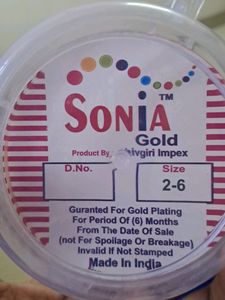 SONiA™
Gold
Product By: Shivgiri Impex
D.No.
Size
2-6
Guranted For Gold Plating
For Period Of (6) Months
From The Date Of Sale
(not For Spoilage Or Breakage)
Invalid If Not Stamped
Made In India